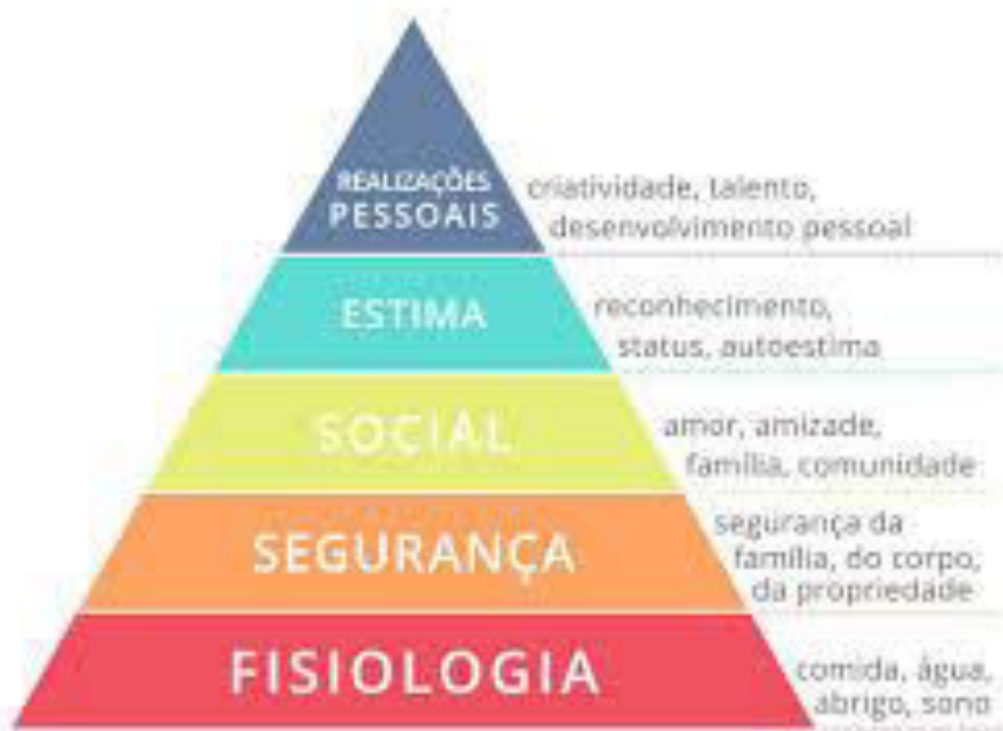 REALIZAÇÕES
PESSOAIS
criatividade, talento,
desenvolvimento pessoal
ESTIMA
reconhecimento,
status, autoestima
SOCIAL
amor, amizade,
família, comunidade
SEGURANÇA
segurança da
família, do corpo,
da propriedade
FISIOLOGIA
comida, água,
abrigo, sono